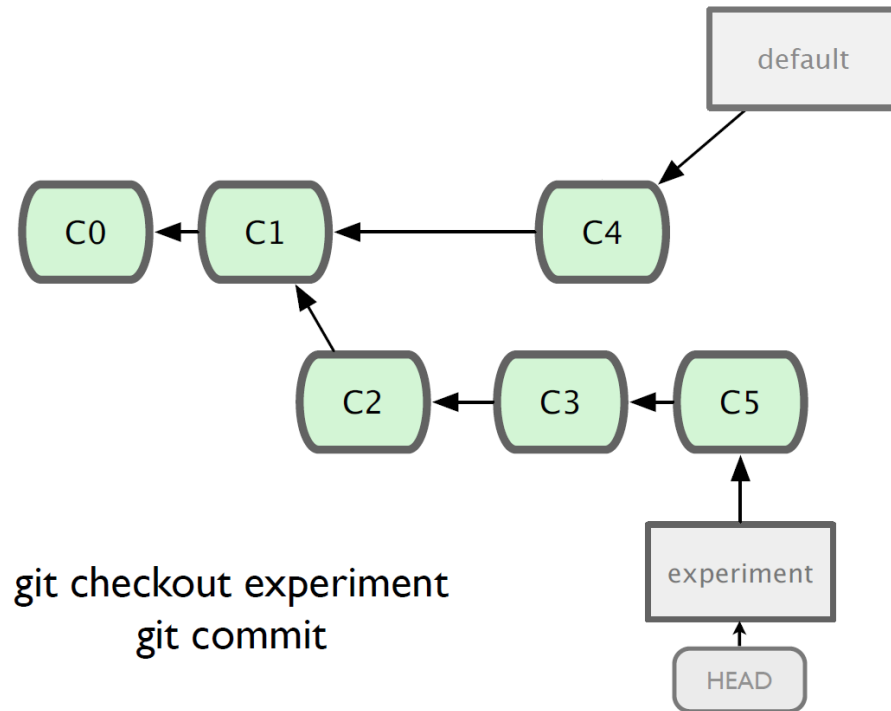 default
C0
C1
C4
C2
C3
C5
experiment
git checkout experiment
git commit
HEAD